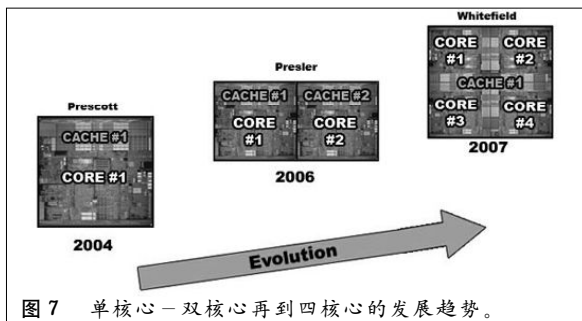 Whitefield
CORE #1
CORE #2
CACHE #1
CORE #3
CORE #4
2007
Presler
CACHE #1
CACHE #2
CORE #1
CORE #2
2006
Prescott
CACHE #1
CORE #1
2004
Evolution
图 7 单核心－双核心再到四核心的发展趋势。